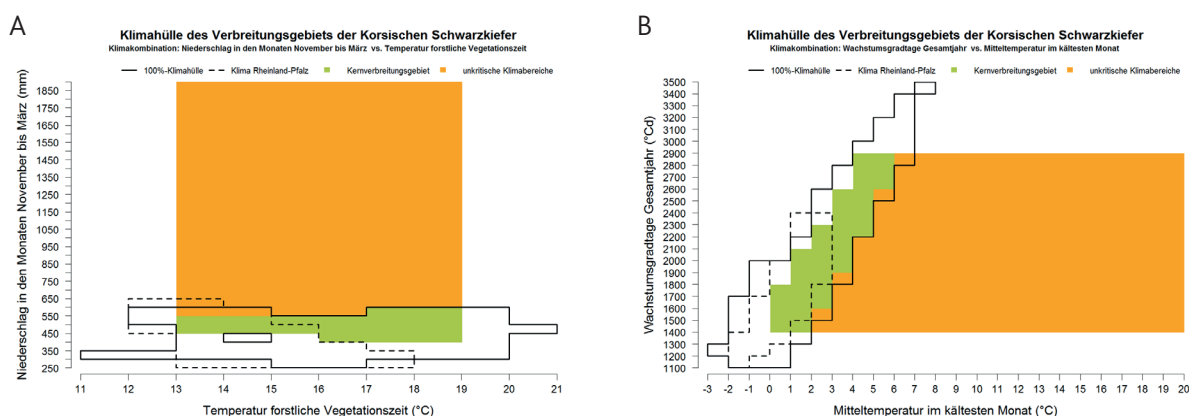 A
Klimahülle des Verbreitungsgebiets der Korsischen Schwarzkiefer
Klimakombination: Niederschlag in den Monaten November bis März vs. Temperatur forstliche Vegetationszeit
100%-Klimahülle Klima Rheinland-Pfalz Kernverbreitungsgebiet unkritische Klimabereiche
Niederschlag in den Monaten November bis März (mm)
1850
1750
1650
1550
1450
1350
1250
1150
1050
950
850
750
650
550
450
350
250
11 12 13 14 15 16 17 18 19 20 21
Temperatur forstliche Vegetationszeit (°C)
B
Klimahülle des Verbreitungsgebiets der Korsischen Schwarzkiefer
Klimakombination: Wachstumsgradtage Gesamtjahr vs. Mitteltemperatur im kältesten Monat
100%-Klimahülle Klima Rheinland-Pfalz Kernverbreitungsgebiet unkritische Klimabereiche
Wachstumsgradtage Gesamtjahr (°Cd)
3500
3400
3200
3000
2900
2800
2700
2600
2400
2300
2200
2100
2000
1900
1800
1700
1600
1500
1400
1300
1200
1100
-3 -2 -1 0 1 2 3 4 5 6 7 8 9 10 11 12 13 14 15 16 17 18 19 20
Mitteltemperatur im kältesten Monat (°C)